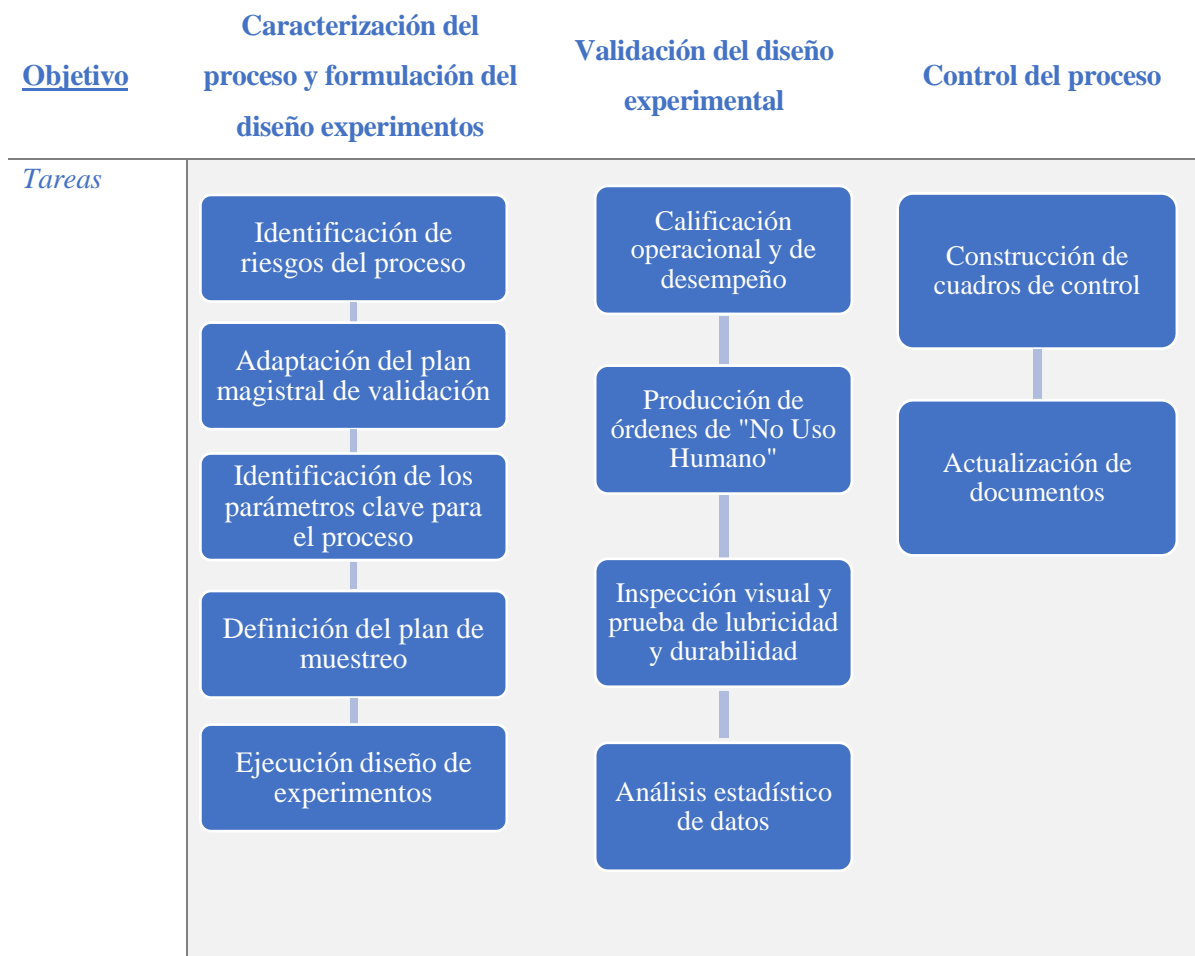 Objetivo
Caracterización del
proceso y formulación del
diseño experimentos
Validación del diseño
experimental
Control del proceso
Tareas
Identificación de
riesgos del proceso
Adaptación del plan
magistral de validación
Identificación de los
parámetros clave para
el proceso
Definición del plan de
muestreo
Ejecución diseño de
experimentos
Calificación
operacional y de
desempeño
Producción de
órdenes de "No Uso
Humano"
Inspección visual y
prueba de lubricidad
y durabilidad
Análisis estadístico
de datos
Construcción de
cuadros de control
Actualización de
documentos